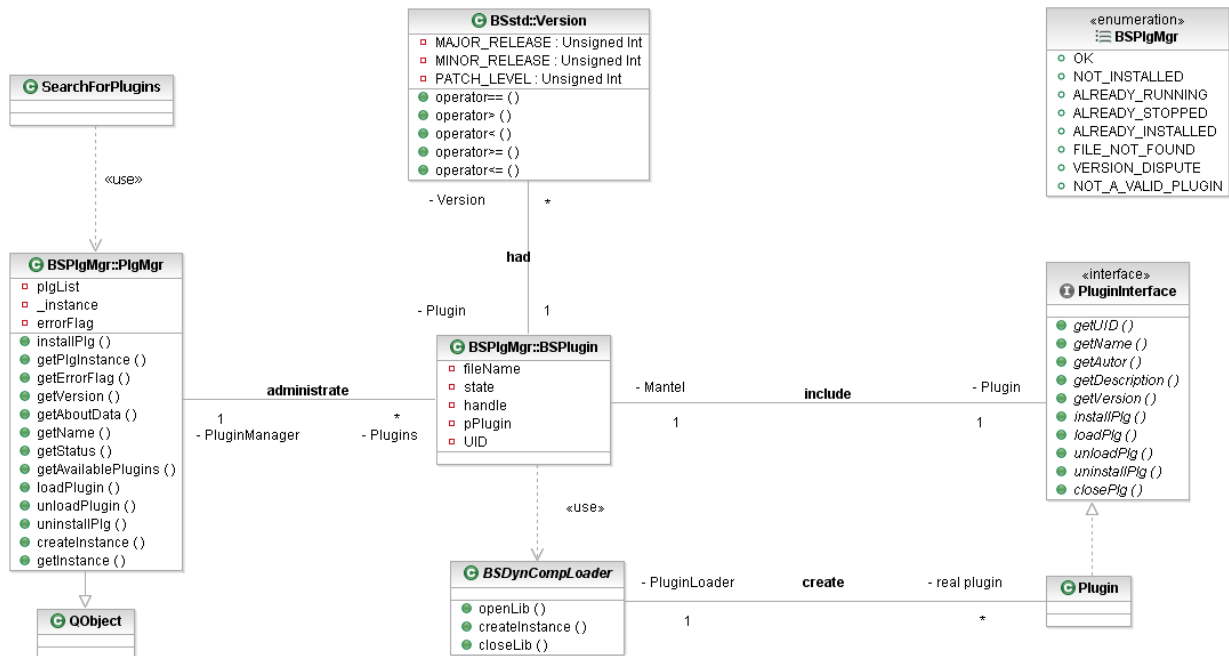 SearchForPlugins
«use»
BSPlgMgr::PlgMgr
plgList
_instance
errorFlag
installPlg ( )
getPlgInstance ( )
getErrorFlag ( )
getVersion ( )
getAboutData ( )
getName ( )
getStatus ( )
getAvailablePlugins ( )
loadPlugin ( )
unloadPlugin ( )
uninstallPlg ( )
createInstance ( )
getInstance ( )
QObject
BSstd::Version
MAJOR_RELEASE : Unsigned Int
MINOR_RELEASE : Unsigned Int
PATCH_LEVEL : Unsigned Int
operator== ( )
operator> ( )
operator< ( )
operator>= ( )
operator<= ( )
- Version *
had
- Plugin 1
administrate
1 *
- PluginManager - Plugins
BSPlgMgr::BSPlugin
fileName
state
handle
pPlugin
UID
- Mantel include - Plugin
1 1
«use»
BSDynCompLoader
openLib ( )
createInstance ( )
closeLib ( )
- PluginLoader create - real plugin
1 *
«enumeration»
BSPlgMgr
OK
NOT_INSTALLED
ALREADY_RUNNING
ALREADY_STOPPED
ALREADY_INSTALLED
FILE_NOT_FOUND
VERSION_DISPUTE
NOT_A_VALID_PLUGIN
«interface»
PluginInterface
getUID ( )
getName ( )
getAutor ( )
getDescription ( )
getVersion ( )
installPlg ( )
loadPlg ( )
unloadPlg ( )
uninstallPlg ( )
closePlg ( )
Plugin